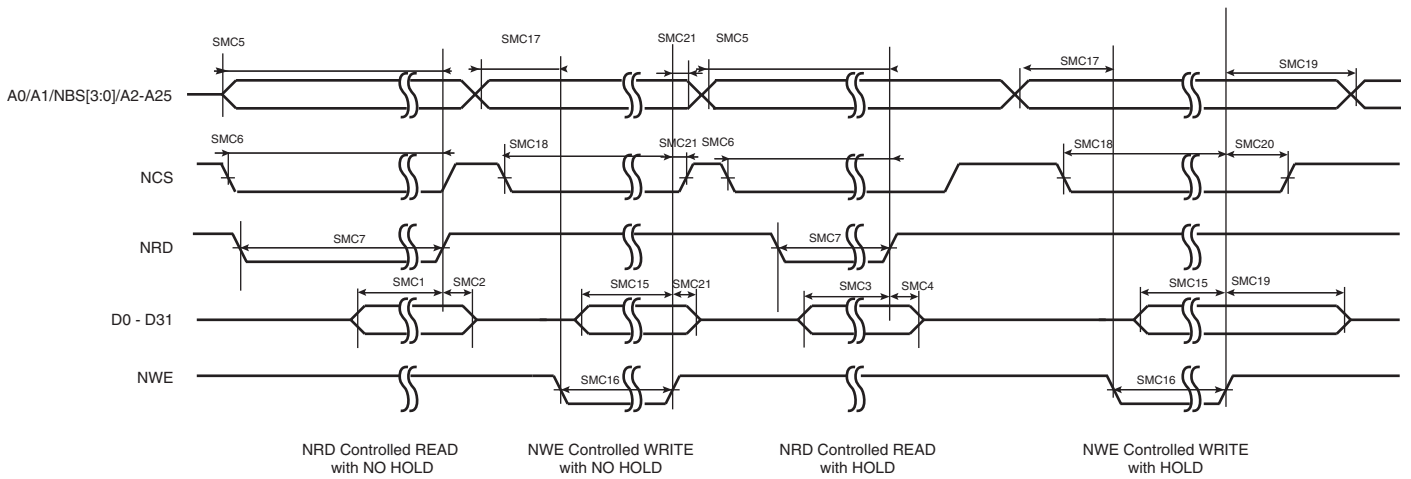 SMC5 SMC17 SMC21 SMC5 SMC17 SMC19
A0/A1/NBS[3:0]/A2-A25
SMC6 SMC18 SMC21 SMC6 SMC18 SMC20
NCS
NRD SMC7 SMC7
SMC1 SMC2 SMC15 SMC21 SMC3 SMC4 SMC15 SMC19
D0 - D31
NWE SMC16 SMC16
NRD Controlled READ
with NO HOLD
NWE Controlled WRITE
with NO HOLD
NRD Controlled READ
with HOLD
NWE Controlled WRITE
with HOLD